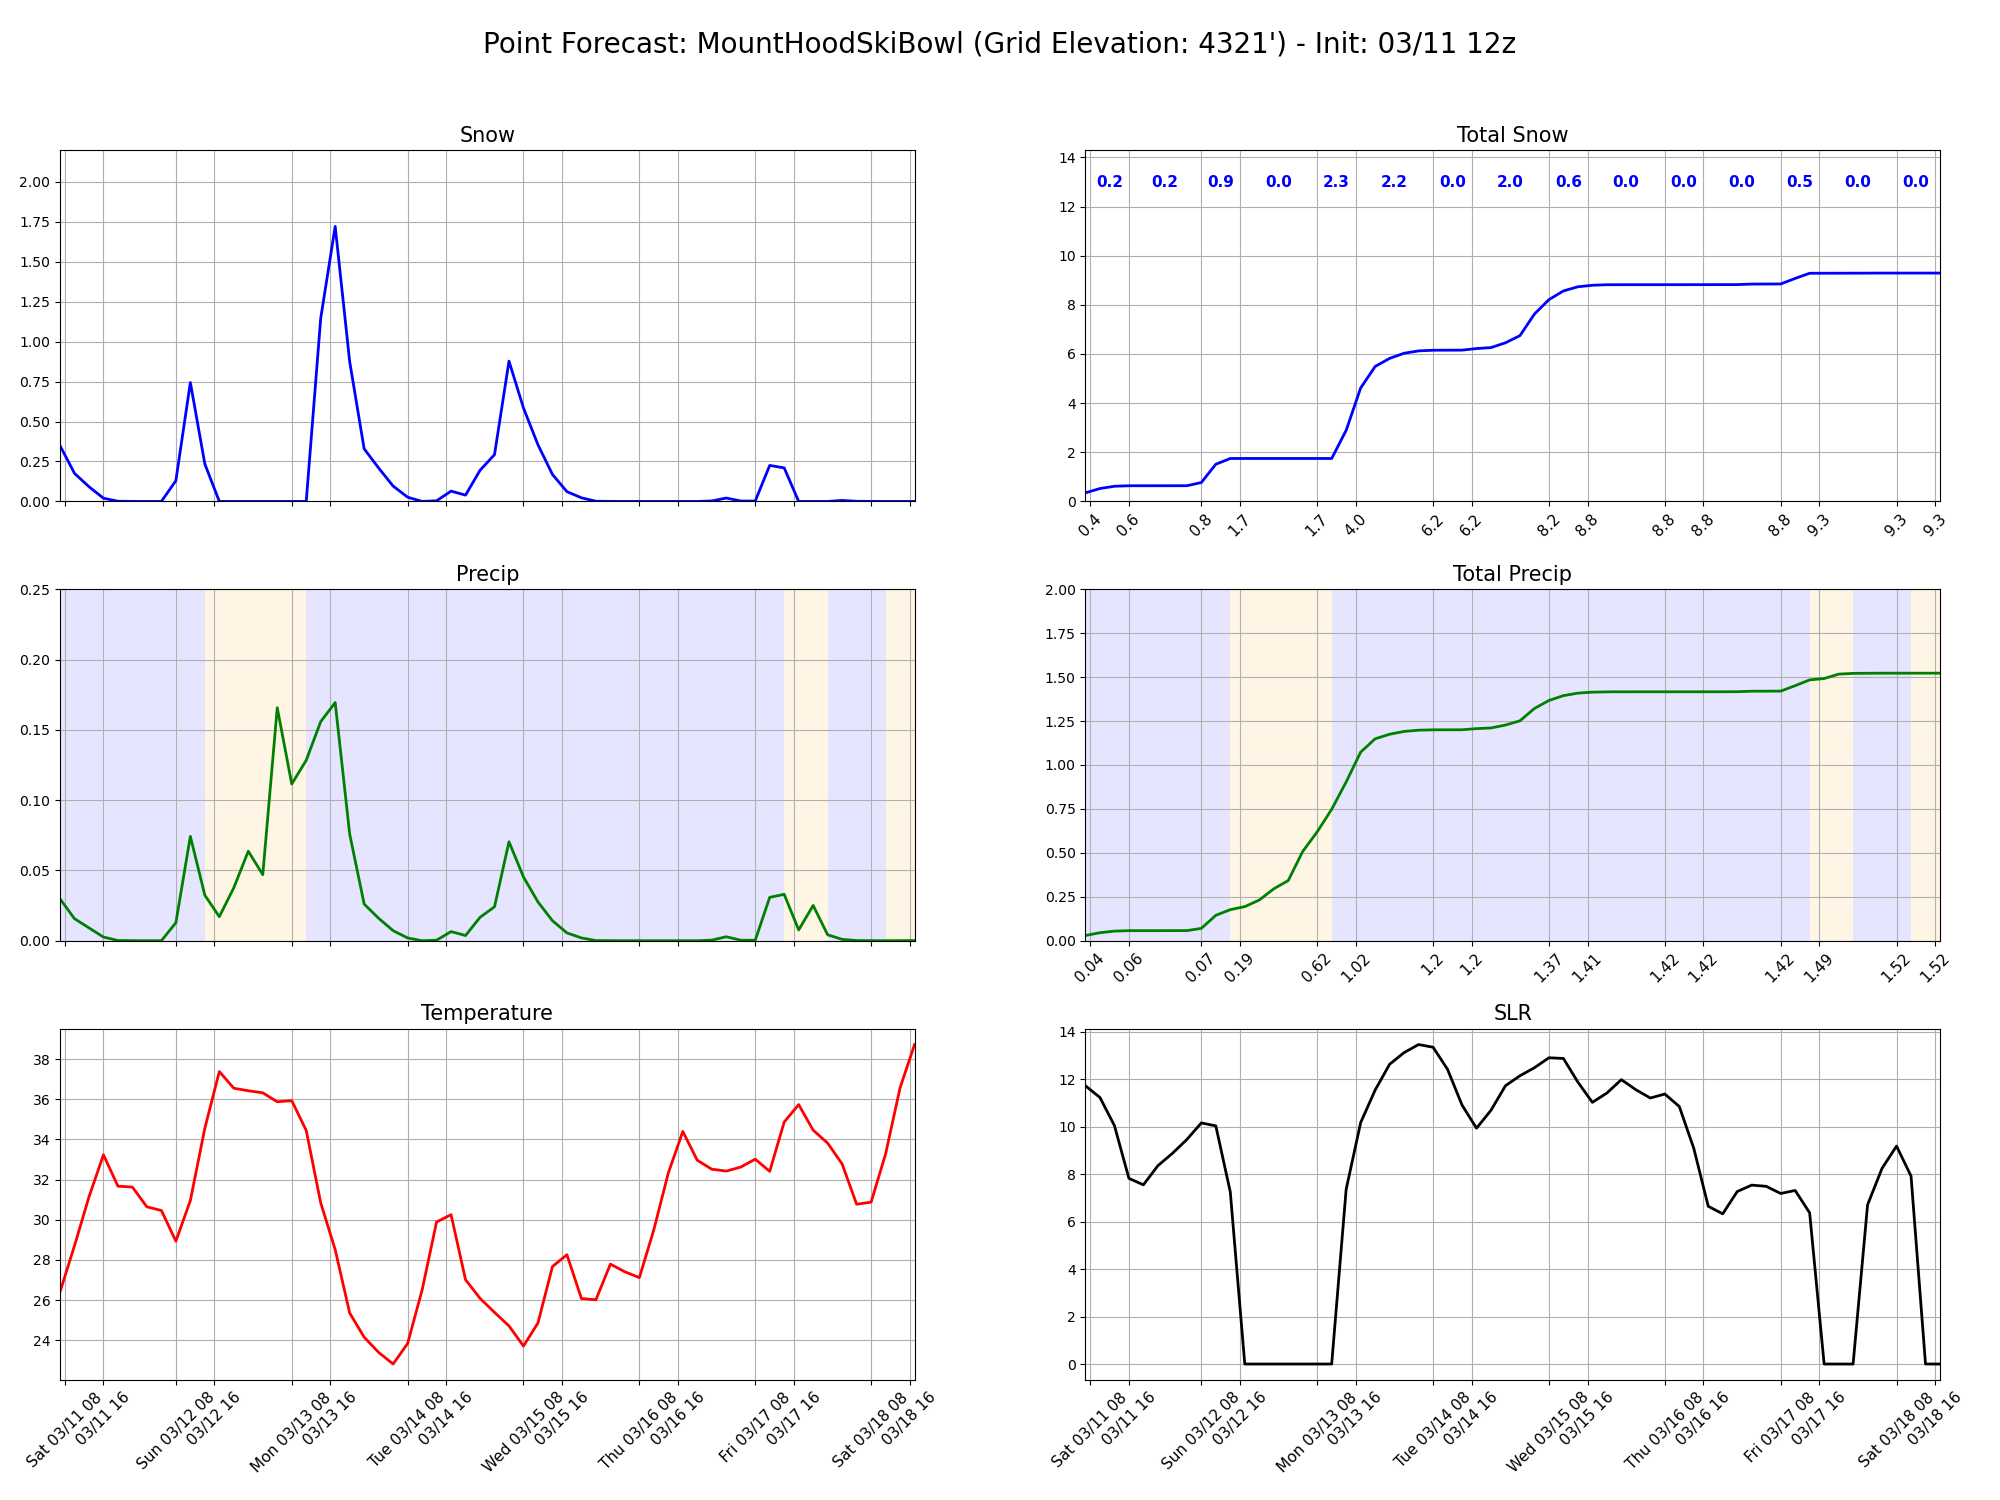 Point Forecast: MountHoodSkiBowl (Grid Elevation: 4321') - Init: 03/11 12z
Snow
2.00
1.75
1.50
1.25
1.00
0.75
0.50
0.25
0.00
Total Snow
14
12
10
8
6
4
2
0
0.2 0.2 0.9 0.0 2.3 2.2 0.0 2.0 0.6 0.0 0.0 0.0 0.5 0.0 0.0
0.4 0.6 0.8 1.7 1.7 4.0 6.2 6.2 8.2 8.8 8.8 8.8 8.8 9.3 9.3 9.3
Precip
0.25
0.20
0.15
0.10
0.05
0.00
Total Precip
2.00
1.75
1.50
1.25
1.00
0.75
0.50
0.25
0.00
0.04 0.06 0.07 0.19 0.62 1.02 1.2 1.2 1.37 1.41 1.42 1.42 1.42 1.49 1.52 1.52
Temperature
38
36
34
32
30
28
26
24
Sat 03/11 08
03/11 16
Sun 03/12 08
03/12 16
Mon 03/13 08
03/13 16
Tue 03/14 08
03/14 16
Wed 03/15 08
03/15 16
Thu 03/16 08
03/16 16
Fri 03/17 08
03/17 16
Sat 03/18 08
03/18 16
SLR
14
12
10
8
6
4
2
0
Sat 03/11 08
03/11 16
Sun 03/12 08
03/12 16
Mon 03/13 08
03/13 16
Tue 03/14 08
03/14 16
Wed 03/15 08
03/15 16
Thu 03/16 08
03/16 16
Fri 03/17 08
03/17 16
Sat 03/18 08
03/18 16